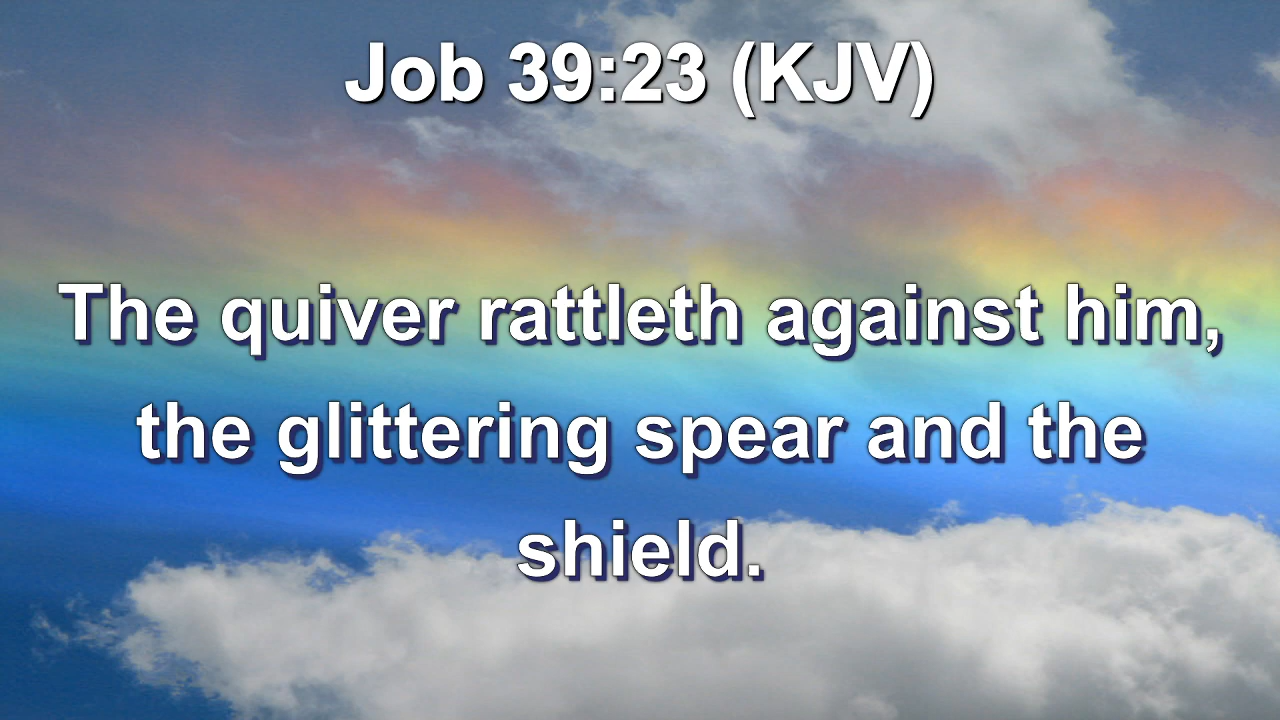 Job 39:23 (KJV)
The quiver rattleth against him,
the glittering spear and the
shield.